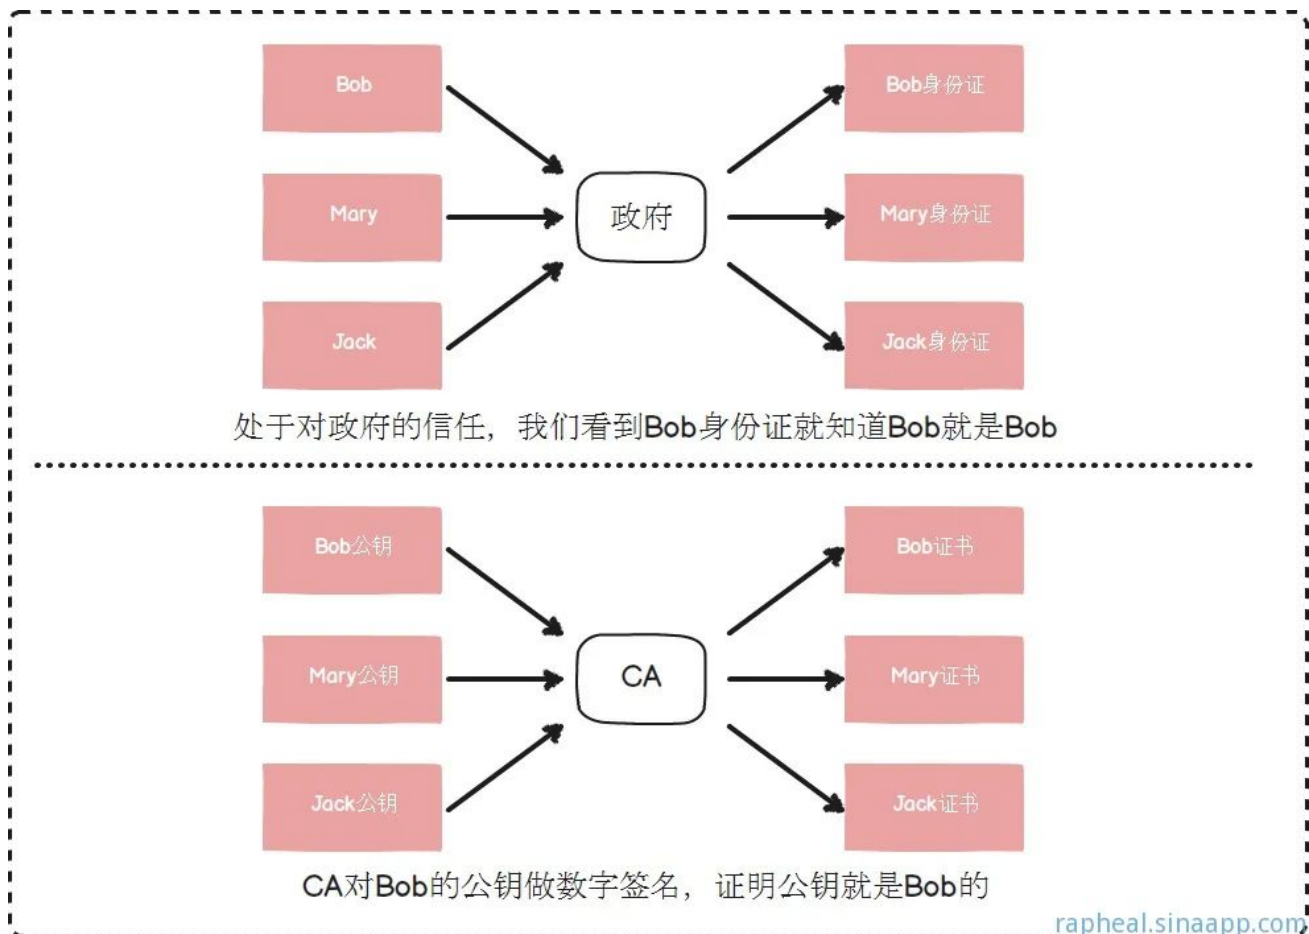 Bob
Bob身份证
Mary
政府
Mary身份证
Jack
Jack身份证
处于对政府的信任，我们看到Bob身份证就知道Bob就是Bob
Bob公钥
Bob证书
Mary公钥
CA
Mary证书
Jack公钥
Jack证书
CA对Bob的公钥做数字签名，证明公钥就是Bob的
rapheal.sinaapp.com